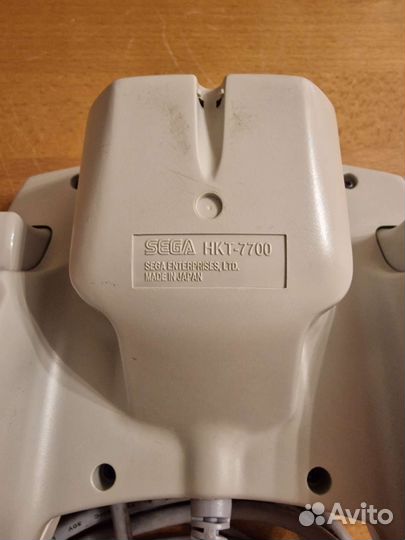 SEGA HKT-7700
SEGA ENTERPRISES, LTD.
MADE IN JAPAN
Avito